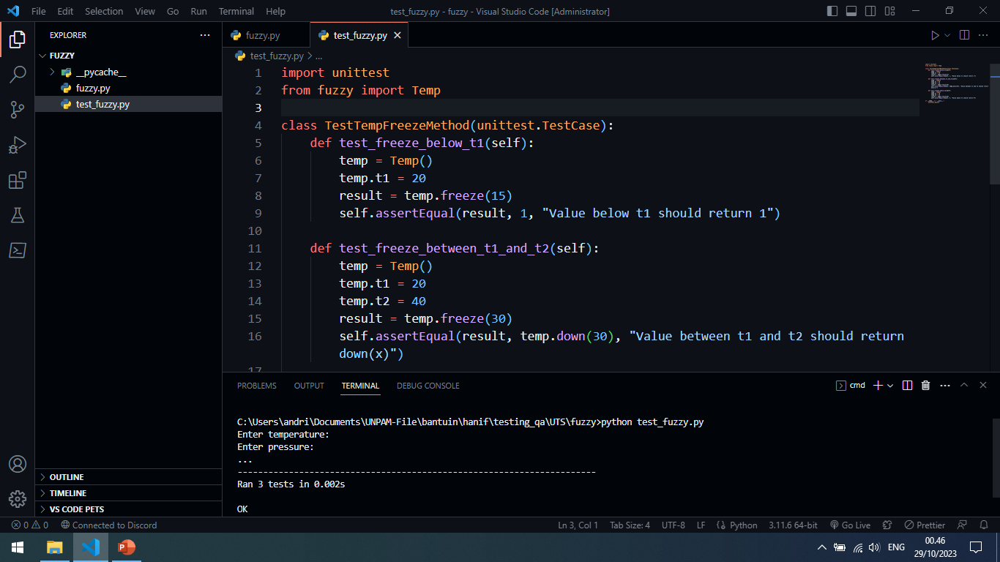 File Edit Selection View Go Run Terminal Help
test_fuzzy.py - fuzzy - Visual Studio Code [Administrator]
EXPLORER
FUZZY
__pycache__
fuzzy.py
test_fuzzy.py
OUTLINE
TIMELINE
VS CODE PETS
fuzzy.py test_fuzzy.py
test_fuzzy.py > ...
1 import unittest
2 from fuzzy import Temp
3
4 class TestTempFreezeMethod(unittest.TestCase):
5 def test_freeze_below_t1(self):
6 temp = Temp()
7 temp.t1 = 20
8 result = temp.freeze(15)
9 self.assertEqual(result, 1, "Value below t1 should return 1")
10
11 def test_freeze_between_t1_and_t2(self):
12 temp = Temp()
13 temp.t1 = 20
14 temp.t2 = 40
15 result = temp.freeze(30)
16 self.assertEqual(result, temp.down(30), "Value between t1 and t2 should return
down(x)")
17
PROBLEMS OUTPUT TERMINAL DEBUG CONSOLE
cmd
C:\Users\andri\Documents\UNPAM-File\bantuin\hanif\testing_qa\UTS\fuzzy>python test_fuzzy.py
Enter temperature:
Enter pressure:
...
----------------------------------------------------------------------
Ran 3 tests in 0.002s
OK
0 0 Connected to Discord
Ln 3, Col 1 Tab Size: 4 UTF-8 LF Python 3.11.6 64-bit Go Live Prettier
ENG
00.46
29/10/2023